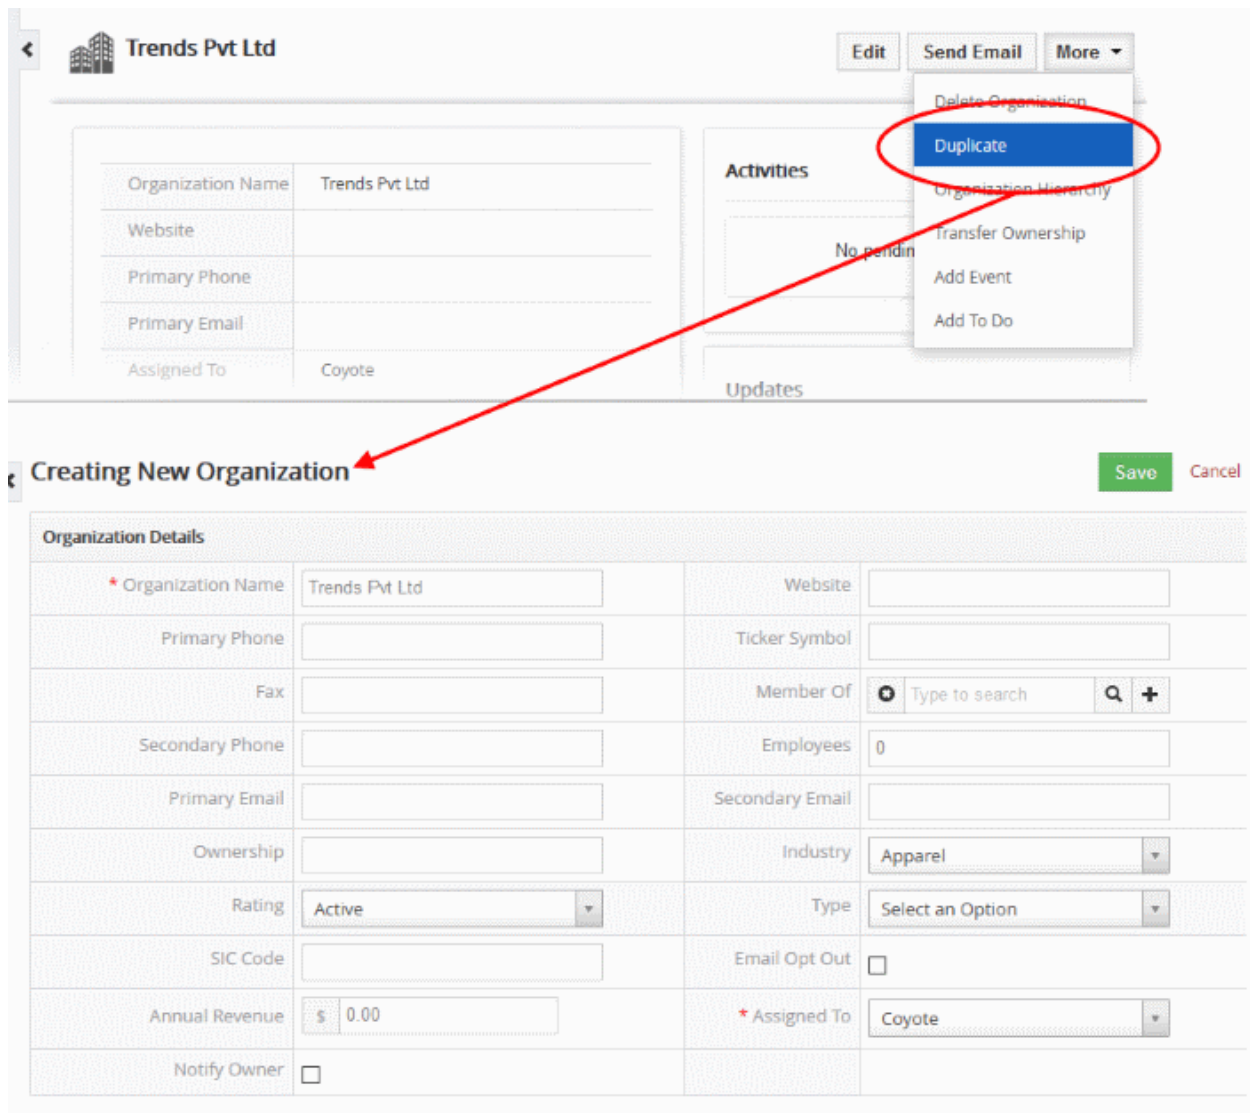 Trends Pvt Ltd
Edit Send Email More
Delete Organization
Duplicate
Organization Hierarchy
Transfer Ownership
Add Event
Add To Do
Organization Name Trends Pvt Ltd
Website
Primary Phone
Primary Email
Assigned To Coyote
Activities
No pendin
Updates
Creating New Organization Save Cancel
Organization Details
* Organization Name Trends Pvt Ltd Website
Primary Phone Ticker Symbol
Fax Member Of Type to search
Secondary Phone Employees 0
Primary Email Secondary Email
Ownership Industry Apparel
Rating Active Type Select an Option
SIC Code Email Opt Out
Annual Revenue $ 0.00 * Assigned To Coyote
Notify Owner